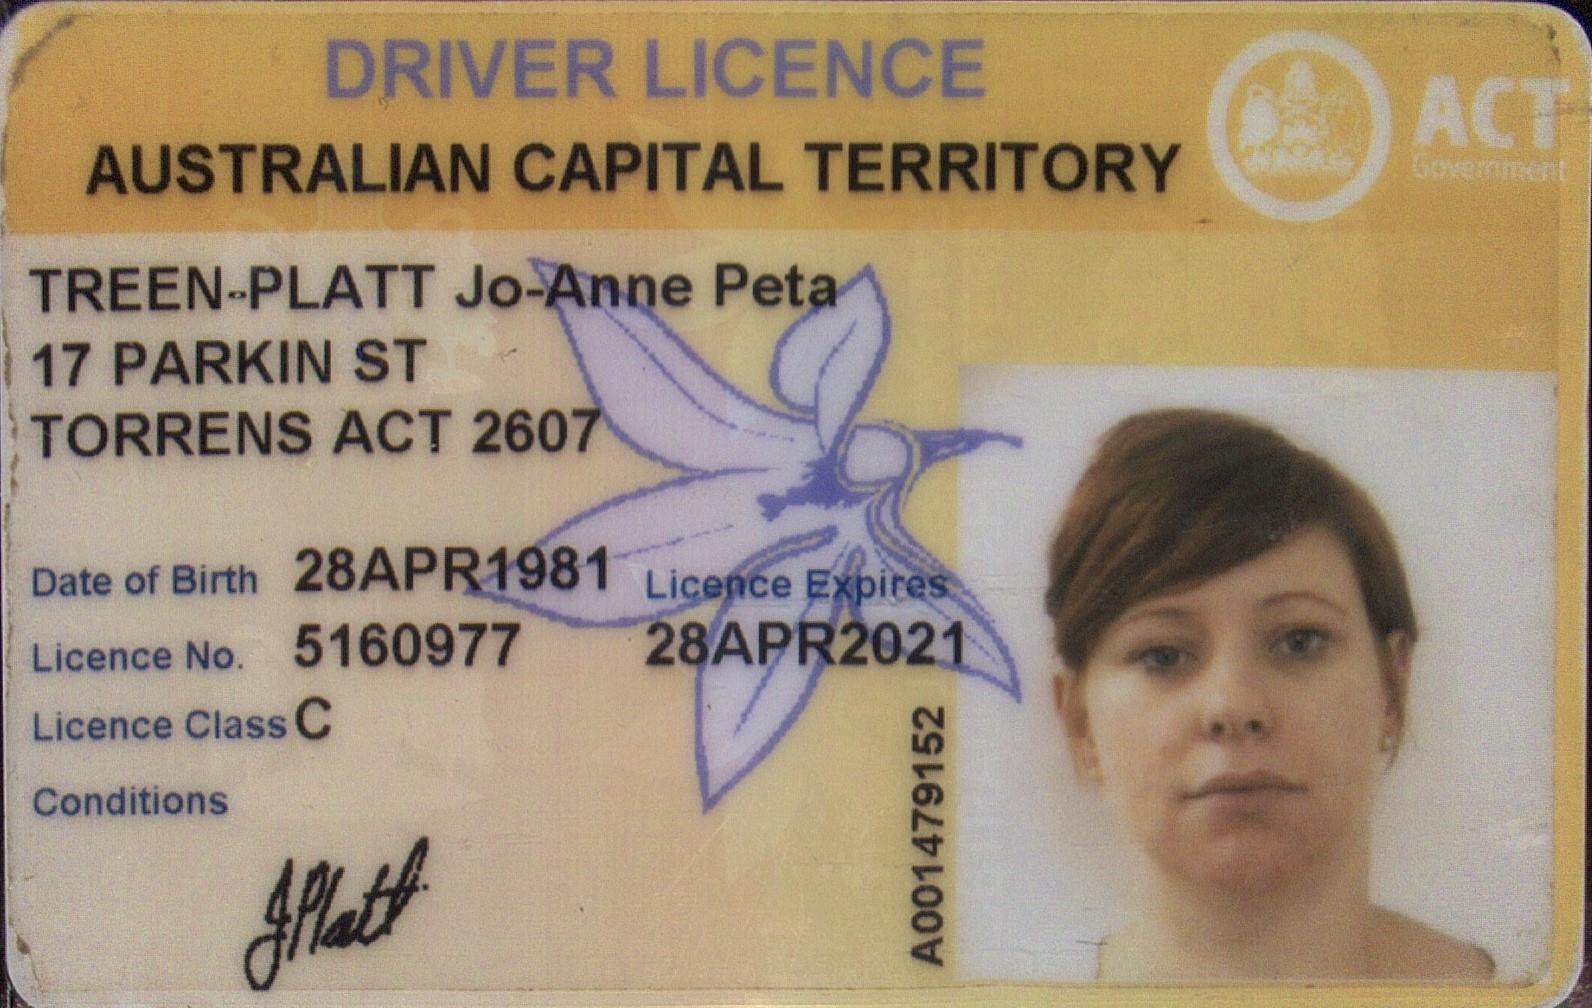 DRIVER LICENCE
AUSTRALIAN CAPITAL TERRITORY
ACT
Government
TREEN-PLATT Jo-Anne Peta
17 PARKIN ST
TORRENS ACT 2607
Date of Birth 28APR1981
Licence Expires
Licence No. 5160977
28APR2021
Licence Class C
Conditions
JPlatt
A001479152